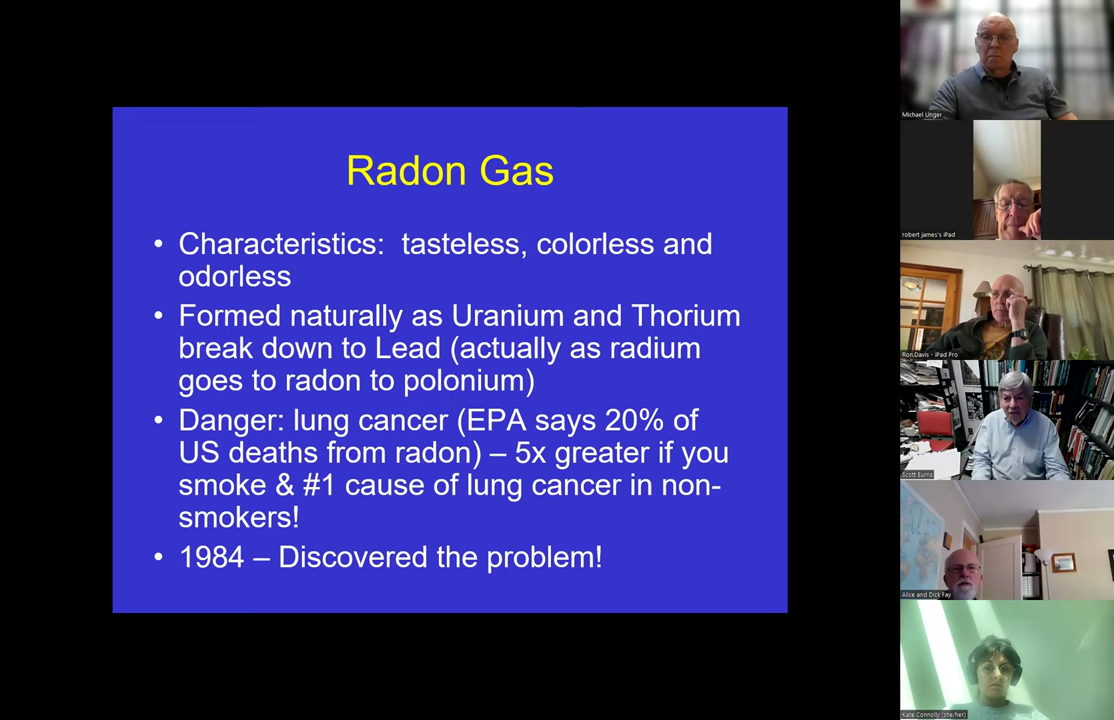 Radon Gas
• Characteristics:  tasteless, colorless and
odorless
• Formed naturally as Uranium and Thorium
break down to Lead (actually as radium
goes to radon to polonium)
• Danger: lung cancer (EPA says 20% of
US deaths from radon) – 5x greater if you
smoke & #1 cause of lung cancer in non-
smokers!
• 1984 – Discovered the problem!
Michael Unger
robert james's iPad
Ron Davis - iPad Pro
Scott Burns
Alice and Dick Fay
Kate Connolly (she/her)